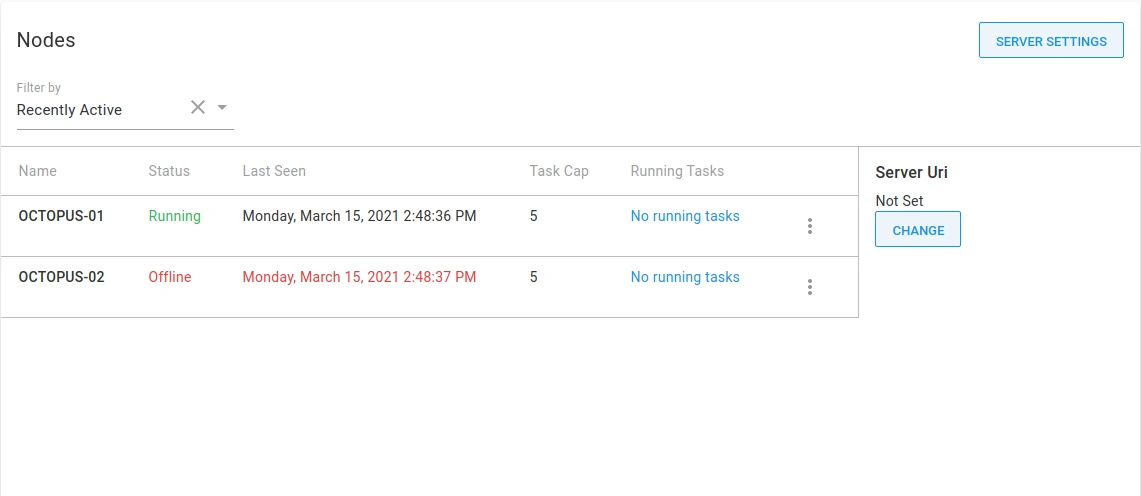 Nodes
SERVER SETTINGS
Filter by
Recently Active
Name Status Last Seen Task Cap Running Tasks
OCTOPUS-01 Running Monday, March 15, 2021 2:48:36 PM 5 No running tasks
OCTOPUS-02 Offline Monday, March 15, 2021 2:48:37 PM 5 No running tasks
Server Uri
Not Set
CHANGE